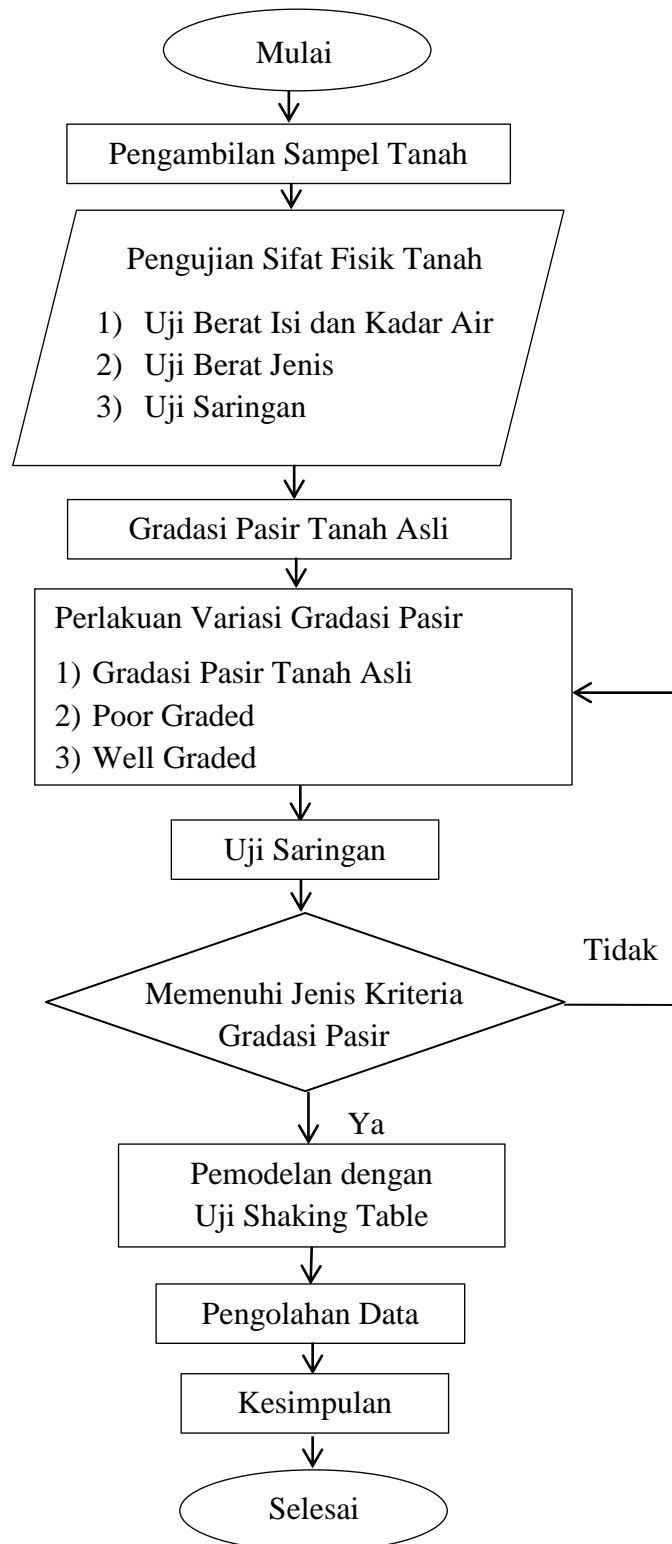 Mulai
Pengambilan Sampel Tanah
Pengujian Sifat Fisik Tanah
1) Uji Berat Isi dan Kadar Air
2) Uji Berat Jenis
3) Uji Saringan
Gradasi Pasir Tanah Asli
Perlakuan Variasi Gradasi Pasir
1) Gradasi Pasir Tanah Asli
2) Poor Graded
3) Well Graded
Uji Saringan
Tidak
Memenuhi Jenis Kriteria
Gradasi Pasir
Ya
Pemodelan dengan
Uji Shaking Table
Pengolahan Data
Kesimpulan
Selesai